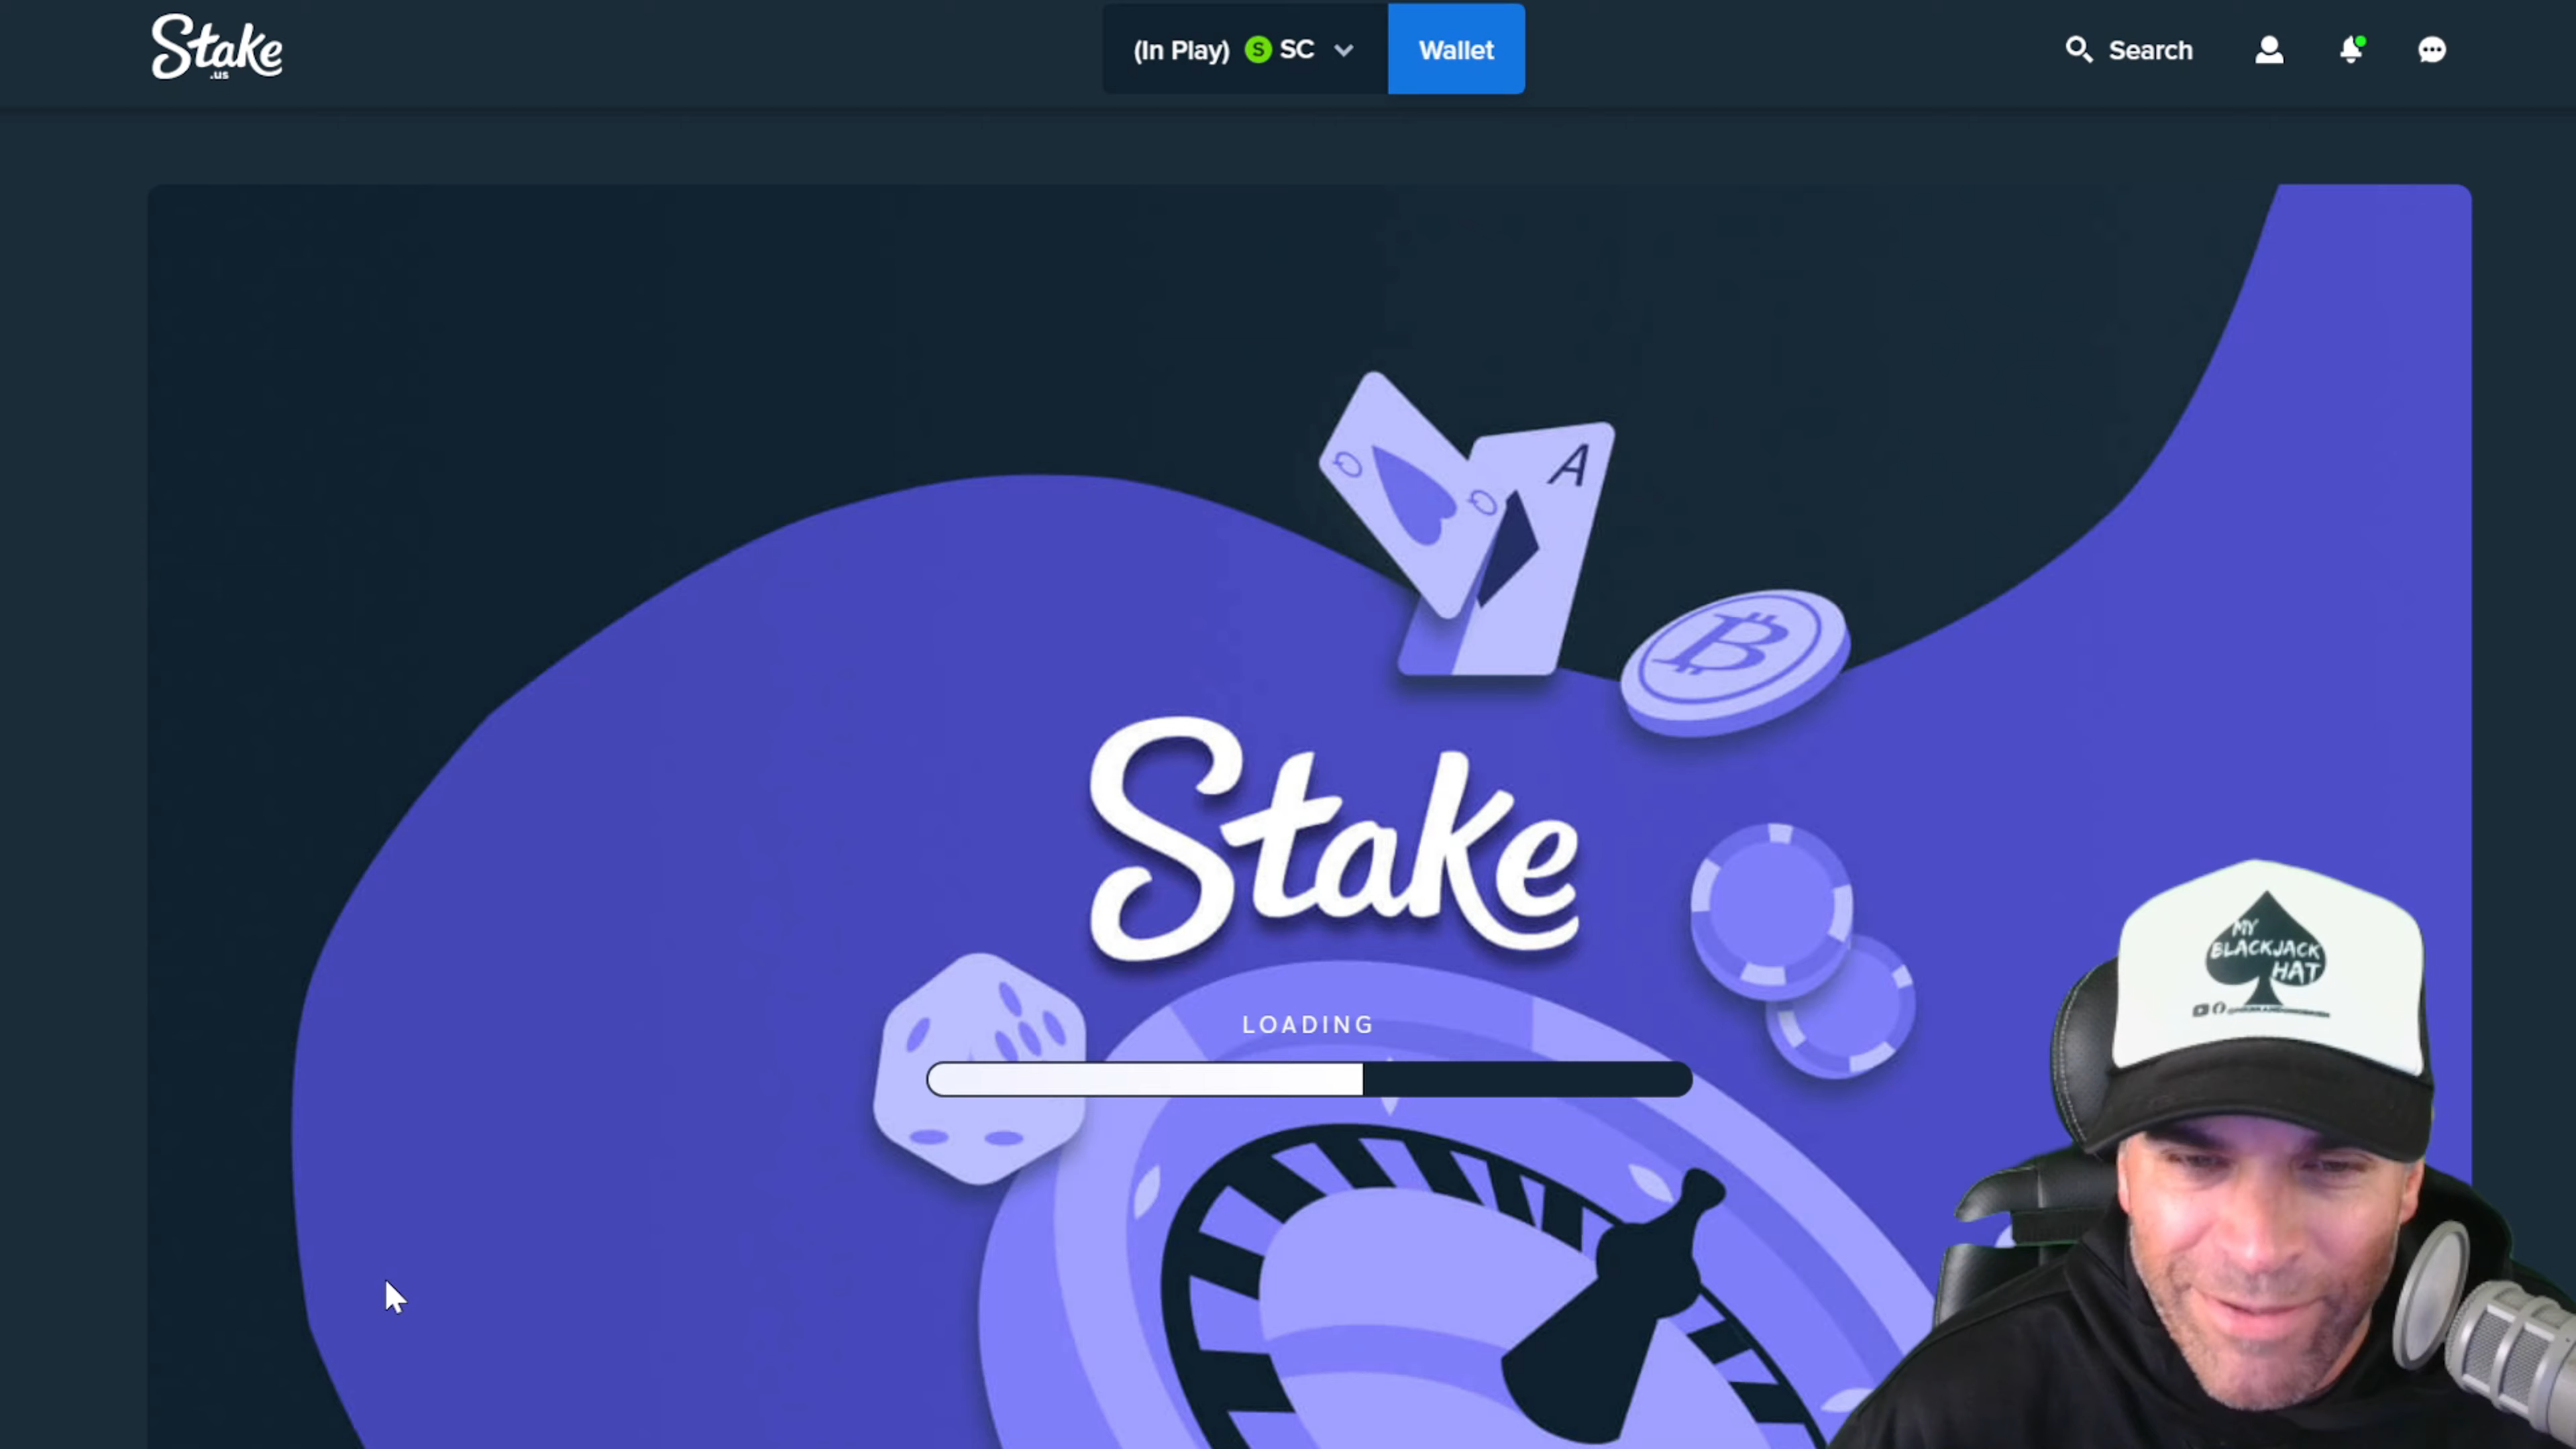 Stake
.us
(In Play) S SC
Wallet
Search
Q
Q
A
B
Stake
LOADING
MY
BLACKJACK
HAT